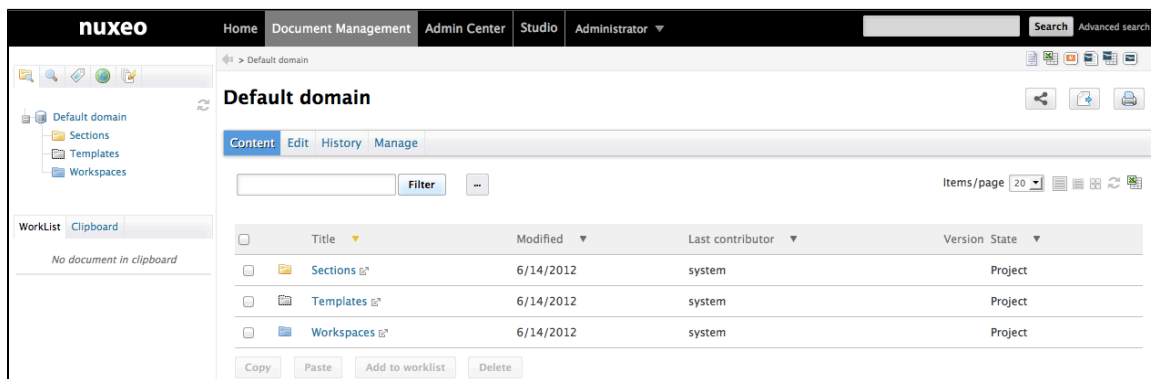 nuxeo Home Document Management Admin Center Studio Administrator Search Advanced search
> Default domain
Default domain
Default domain
Sections
Templates
Workspaces
Content Edit History Manage
Filter ... Items/page 20
WorkList Clipboard
No document in clipboard
Title Modified Last contributor Version State
Sections 6/14/2012 system Project
Templates 6/14/2012 system Project
Workspaces 6/14/2012 system Project
Copy Paste Add to worklist Delete